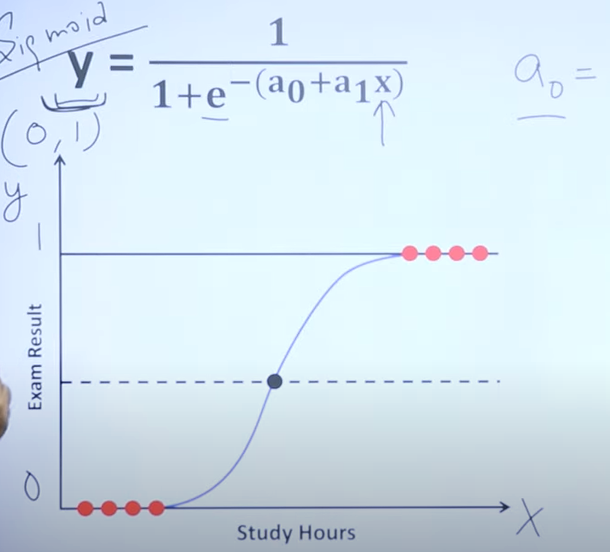 Sigmoid
y = 1 / 1+e^-(a₀+a₁x)
a₀ =
(0,1)
y
1
Exam Result
0
Study Hours
X